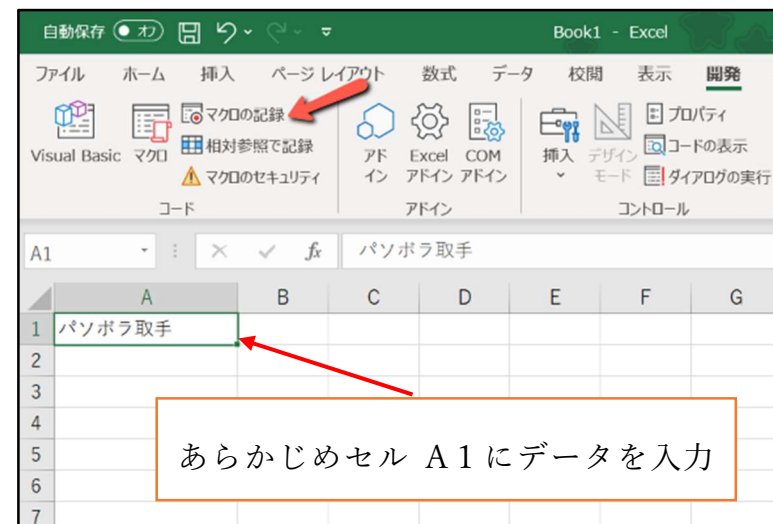 自動保存 オフ Book1 - Excel
ファイル ホーム 挿入 ページ レイアウト 数式 データ 校閲 表示 開発
Visual Basic マクロ マクロの記録 相対参照で記録 マクロのセキュリティ
コード
アド
イン
Excel
アドイン
COM
アドイン
アドイン
挿入
デザイン
モード
プロパティ
コードの表示
ダイアログの実行
コントロール
A1 fx パソボラ取手
A B C D E F G
1 パソボラ取手
2
3
4
5
6
7
あらかじめセル A1にデータを入力